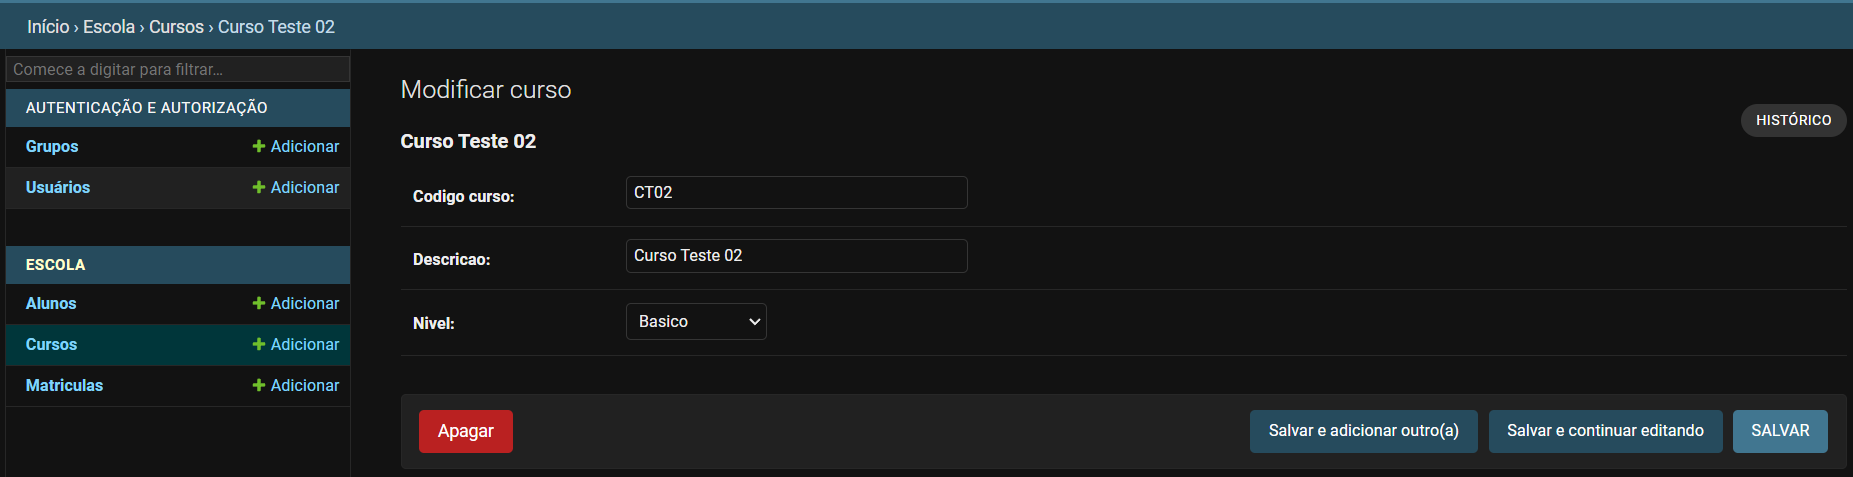 Início › Escola › Cursos › Curso Teste 02
Comece a digitar para filtrar...
AUTENTICAÇÃO E AUTORIZAÇÃO
Grupos Adicionar
Usuários Adicionar
ESCOLA
Alunos Adicionar
Cursos Adicionar
Matriculas Adicionar
Modificar curso
HISTÓRICO
Curso Teste 02
Codigo curso: CT02
Descricao: Curso Teste 02
Nivel: Basico
Apagar Salvar e adicionar outro(a) Salvar e continuar editando SALVAR